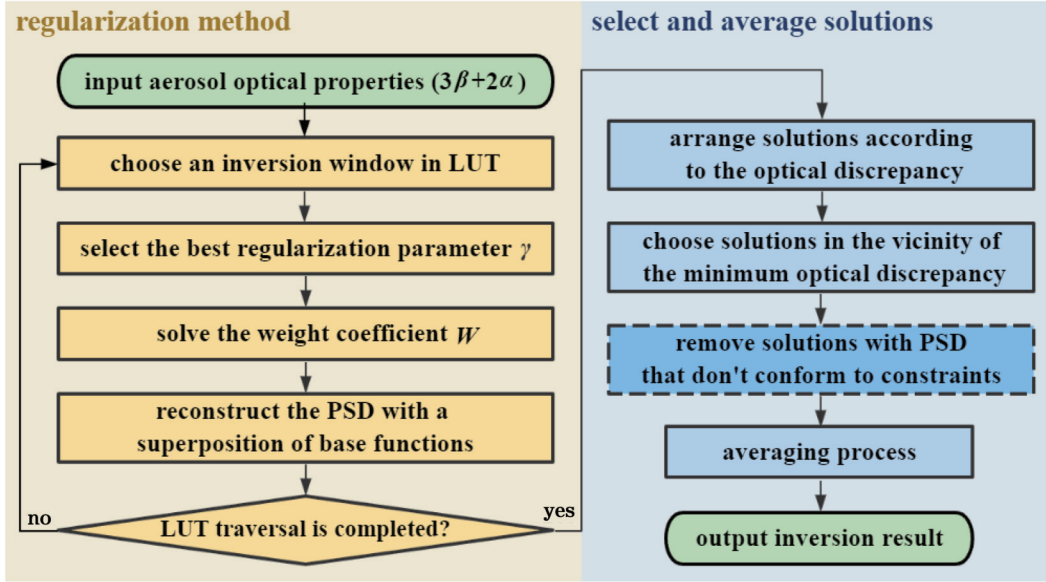 regularization method
input aerosol optical properties (3β+2α)
choose an inversion window in LUT
select the best regularization parameter γ
solve the weight coefficient W
reconstruct the PSD with a
superposition of base functions
LUT traversal is completed?
no
yes
select and average solutions
arrange solutions according
to the optical discrepancy
choose solutions in the vicinity of
the minimum optical discrepancy
remove solutions with PSD
that don't conform to constraints
averaging process
output inversion result